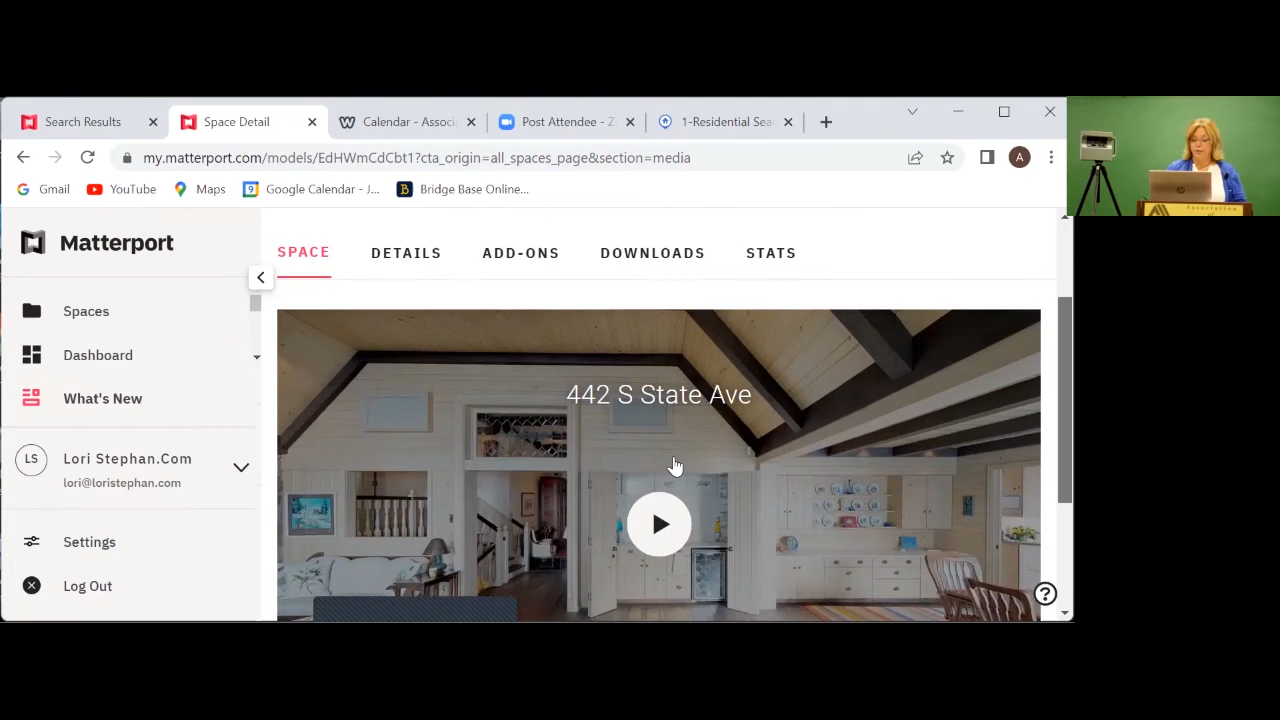 Search Results
Space Detail
Calendar - Associ
Post Attendee - Z
1-Residential Sea
my.matterport.com/models/EdHWmCdCbt1?cta_origin=all_spaces_page&section=media
A
Gmail
YouTube
Maps
Google Calendar - J...
Bridge Base Online...
Matterport
SPACE
DETAILS
ADD-ONS
DOWNLOADS
STATS
Spaces
Dashboard
What's New
LS
Lori Stephan.Com
lori@loristephan.com
Settings
Log Out
442 S State Ave
Association